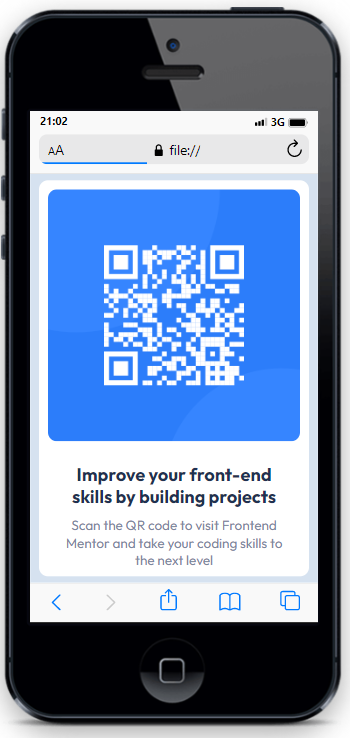 21:02
3G
AA
file://
Improve your front-end
skills by building projects
Scan the QR code to visit Frontend
Mentor and take your coding skills to
the next level